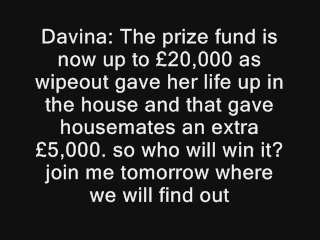 Davina: The prize fund is
now up to £20,000 as
wipeout gave her life up in
the house and that gave
housemates an extra
£5,000. so who will win it?
join me tomorrow where
we will find out